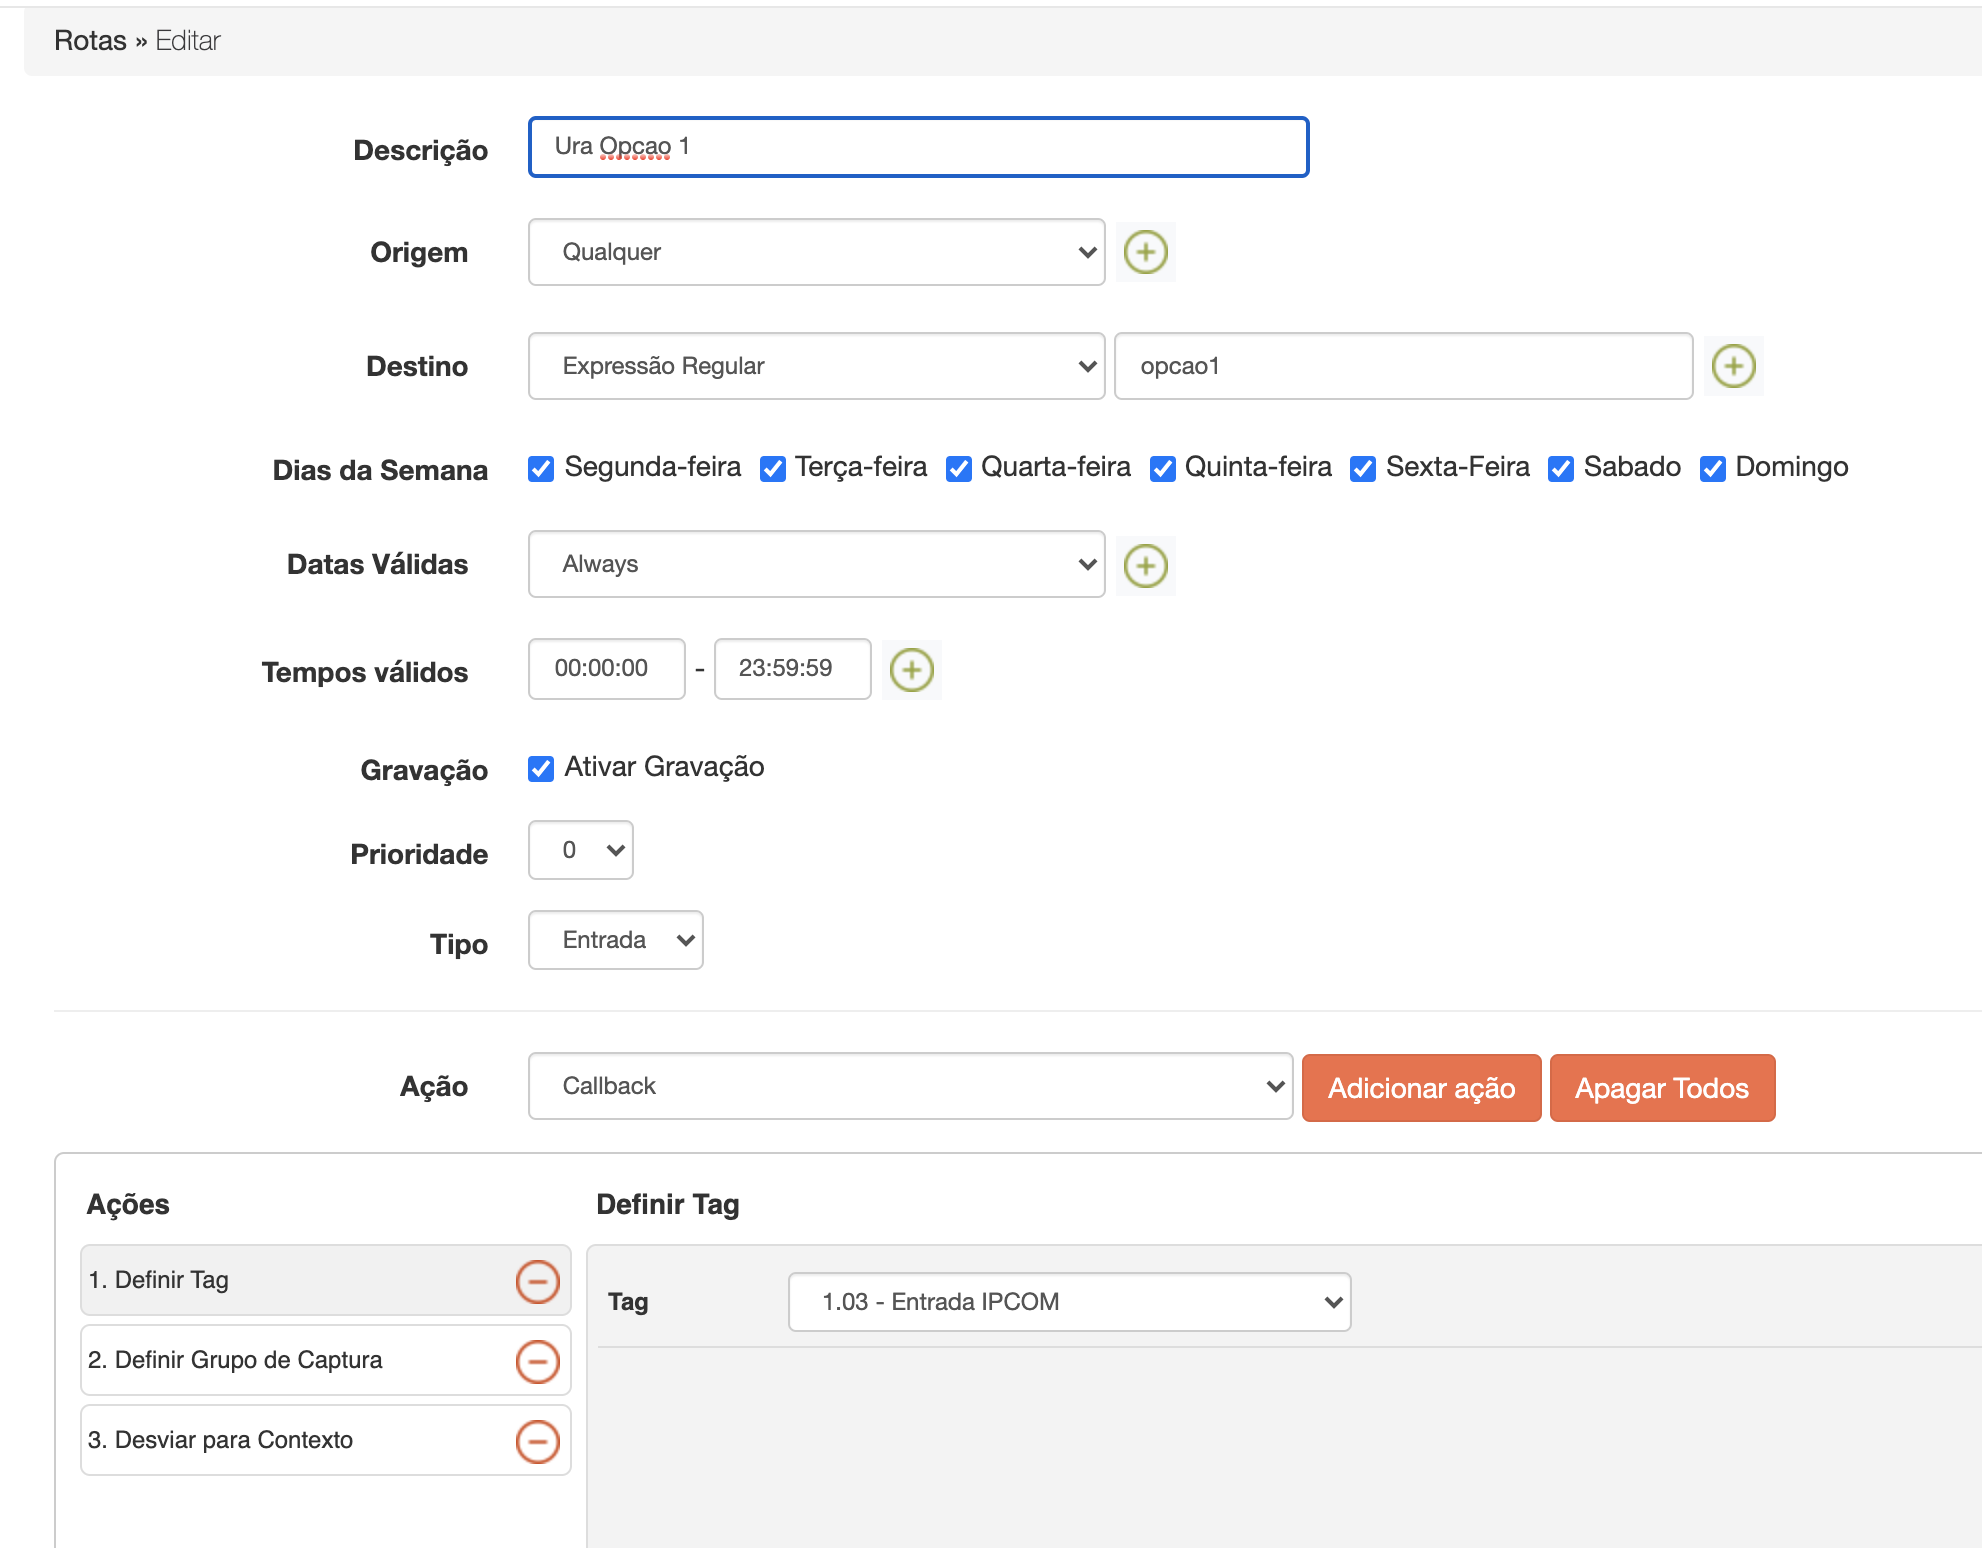 Rotas » Editar
Descrição Ura Opcao 1
Origem Qualquer
Destino Expressão Regular opcao1
Dias da Semana Segunda-feira Terça-feira Quarta-feira Quinta-feira Sexta-Feira Sabado Domingo
Datas Válidas Always
Tempos válidos 00:00:00 - 23:59:59
Gravação Ativar Gravação
Prioridade 0
Tipo Entrada
Ação Callback Adicionar ação Apagar Todos
Ações Definir Tag
1. Definir Tag
Tag 1.03 - Entrada IPCOM
2. Definir Grupo de Captura
3. Desviar para Contexto